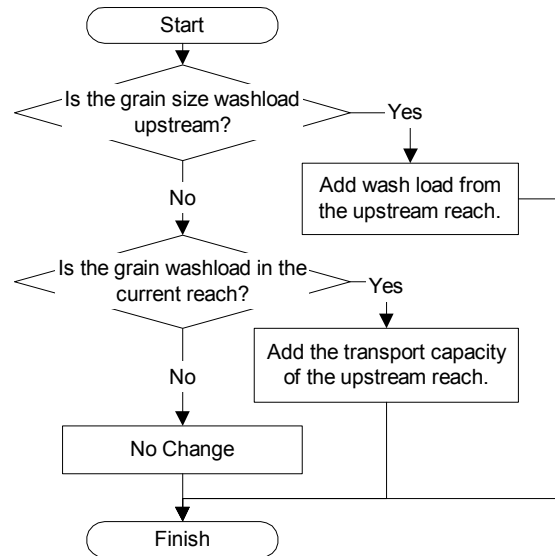 Start
Is the grain size washload
upstream?
Yes
Add wash load from
the upstream reach.
No
Is the grain washload in the
current reach?
Yes
Add the transport capacity
of the upstream reach.
No
No Change
Finish